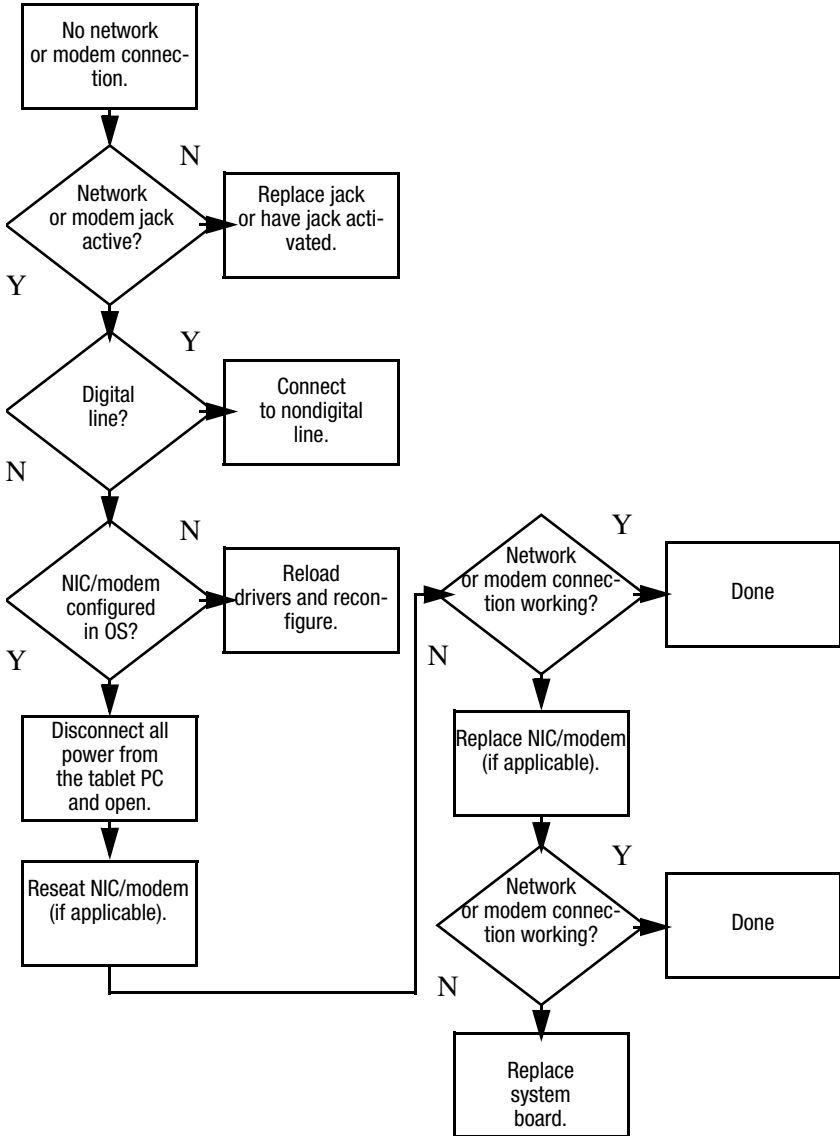 No network
or modem connec-
tion.
N
Network
or modem jack
active?
Replace jack
or have jack acti-
vated.
Y
Y
Digital
line?
Connect
to nondigital
line.
N
N
NIC/modem
configured
in OS?
Reload
drivers and recon-
figure.
Y
Disconnect all
power from
the tablet PC
and open.
Reseat NIC/modem
(if applicable).
Y
Network
or modem connec-
tion working?
Done
N
Replace NIC/modem
(if applicable).
Y
Network
or modem connec-
tion working?
Done
N
Replace
system
board.